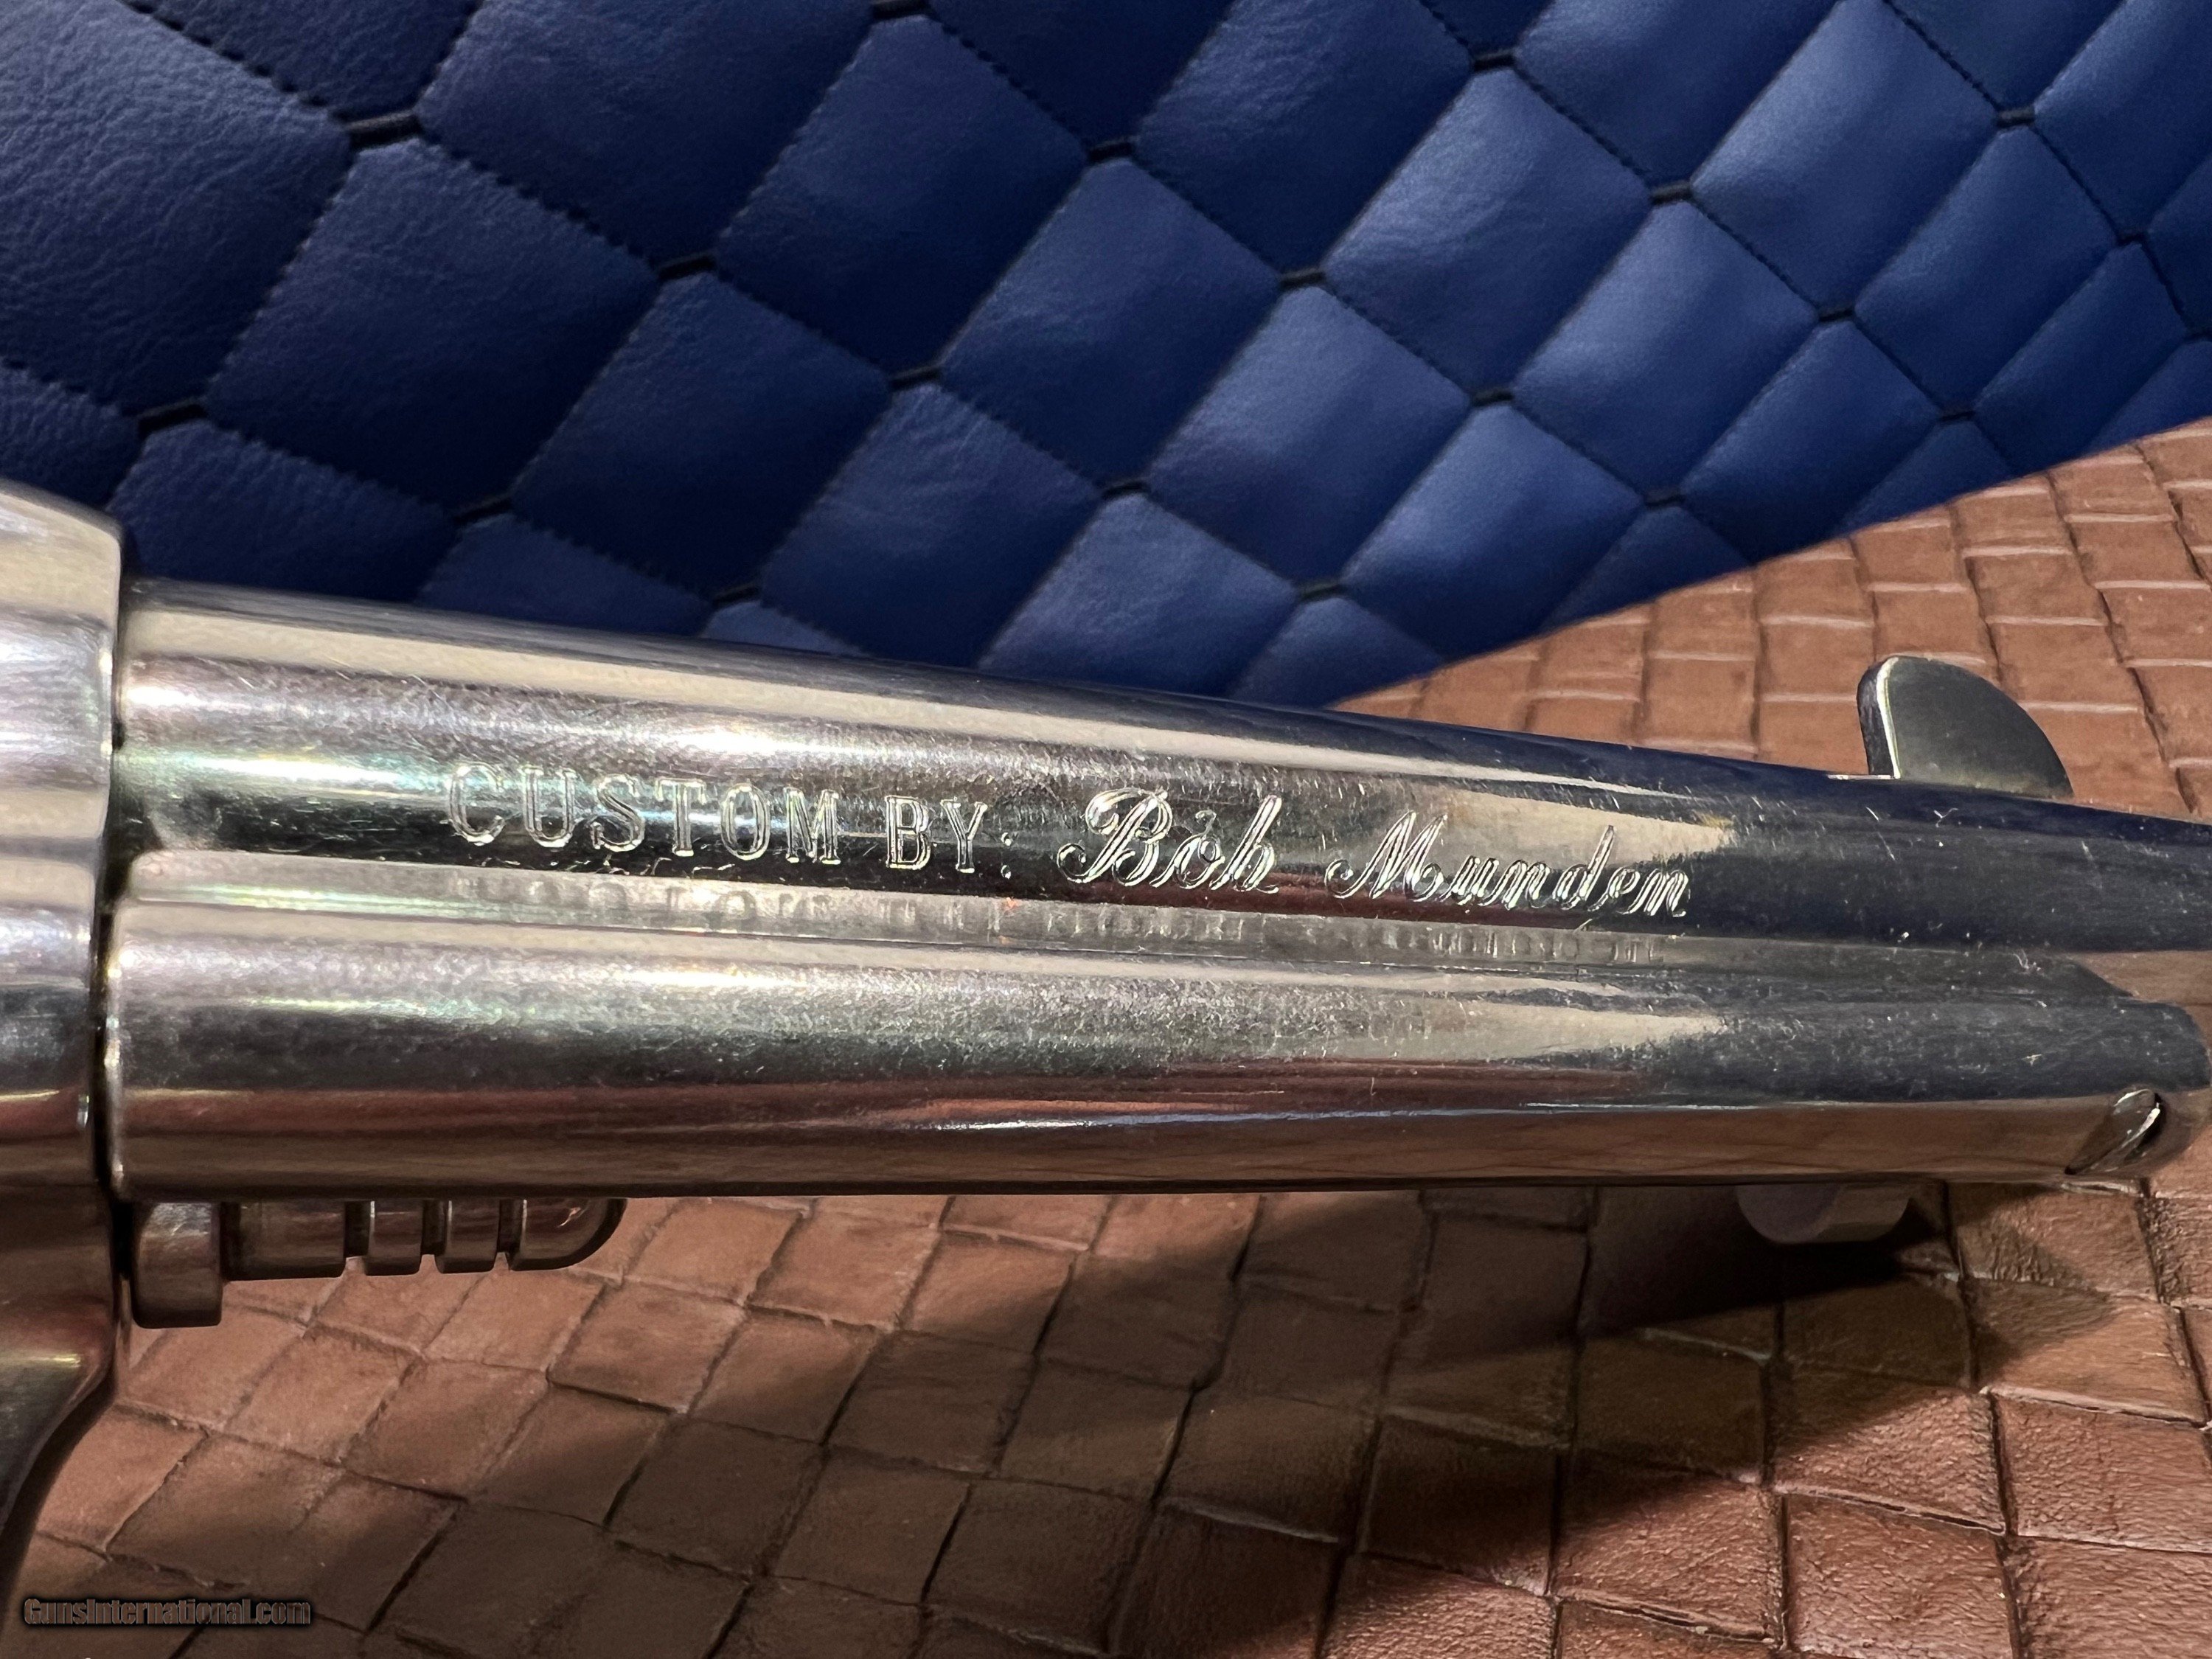 CUSTOM BY: Bob Munden
GunsInternational.com